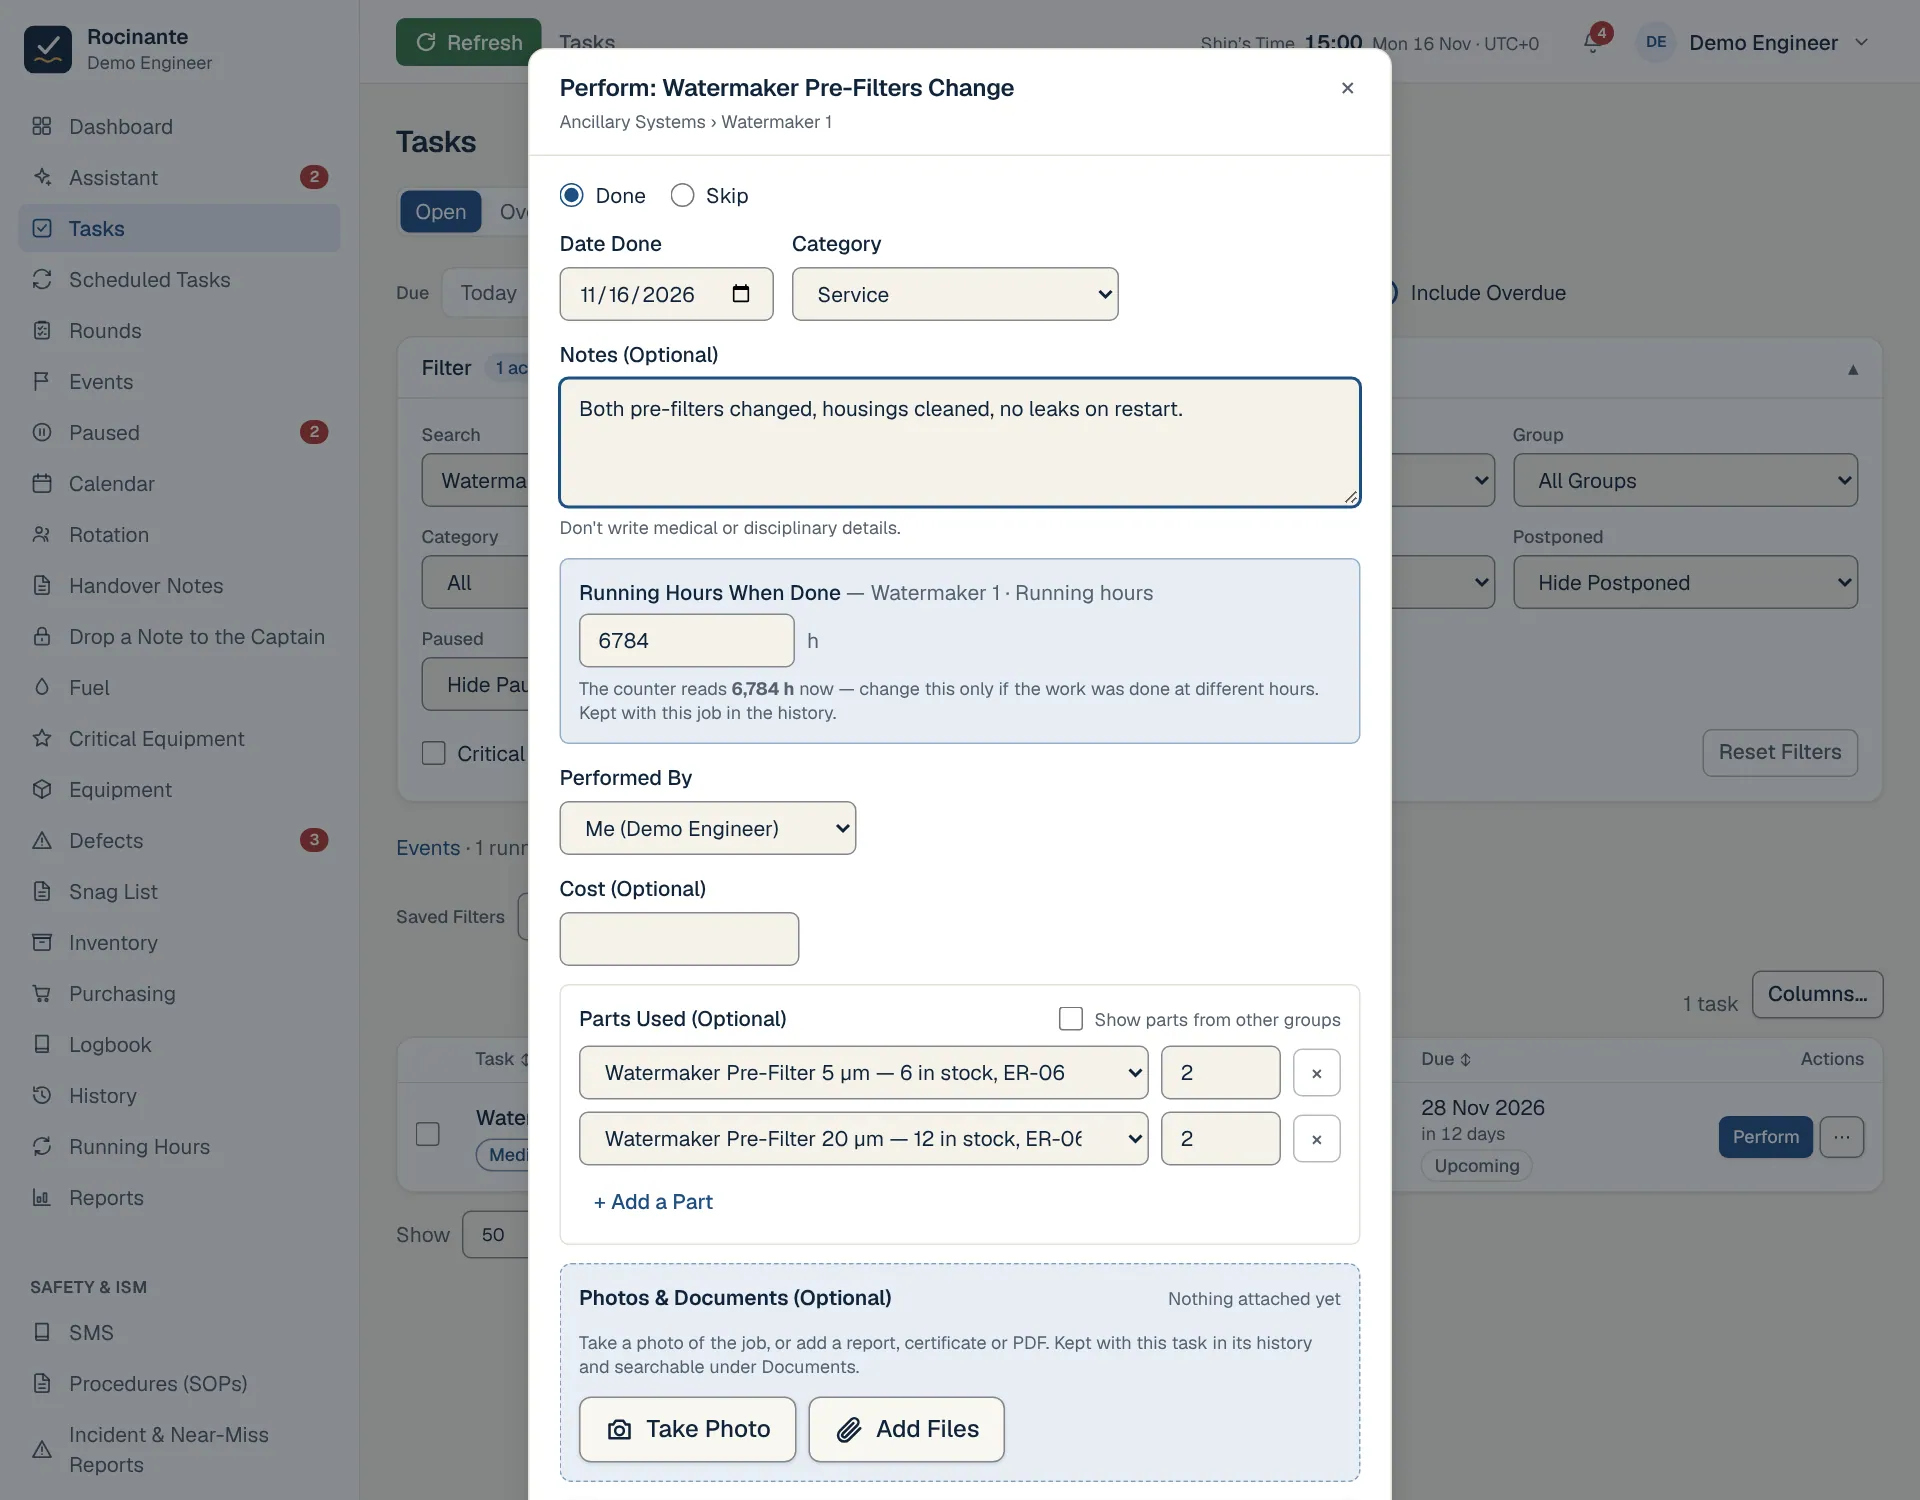 Rocinante
Demo Engineer
Dashboard
Assistant 2
Tasks
Scheduled Tasks
Rounds
Events
Paused 2
Calendar
Rotation
Handover Notes
Drop a Note to the Captain
Fuel
Critical Equipment
Equipment
Defects 3
Snag List
Inventory
Purchasing
Logbook
History
Running Hours
Reports
SAFETY & ISM
SMS
Procedures (SOPs)
Incident & Near-Miss
Reports
Refresh
Tasks
Ship's Time 15:00 Mon 16 Nov · UTC+0
4
DE Demo Engineer
Tasks
Open
Due Today
Include Overdue
Filter
▲
Search
Group
All Groups
Category
All
Postponed
Hide Postponed
Paused
Critical
Reset Filters
Events · 1
Saved Filters
1 task
Columns...
Task
Due
Actions
28 Nov 2026
in 12 days
Upcoming
Perform
...
Show 50
Perform: Watermaker Pre-Filters Change
×
Ancillary Systems › Watermaker 1
Done
Skip
Date Done
Category
11/16/2026
Service
Notes (Optional)
Both pre-filters changed, housings cleaned, no leaks on restart.
Don't write medical or disciplinary details.
Running Hours When Done — Watermaker 1 · Running hours
6784 h
The counter reads 6,784 h now — change this only if the work was done at different hours.
Kept with this job in the history.
Performed By
Me (Demo Engineer)
Cost (Optional)
Parts Used (Optional)
Show parts from other groups
Watermaker Pre-Filter 5 µm — 6 in stock, ER-06
2
×
Watermaker Pre-Filter 20 µm — 12 in stock, ER-06
2
×
+ Add a Part
Photos & Documents (Optional)
Nothing attached yet
Take a photo of the job, or add a report, certificate or PDF. Kept with this task in its history
and searchable under Documents.
Take Photo
Add Files